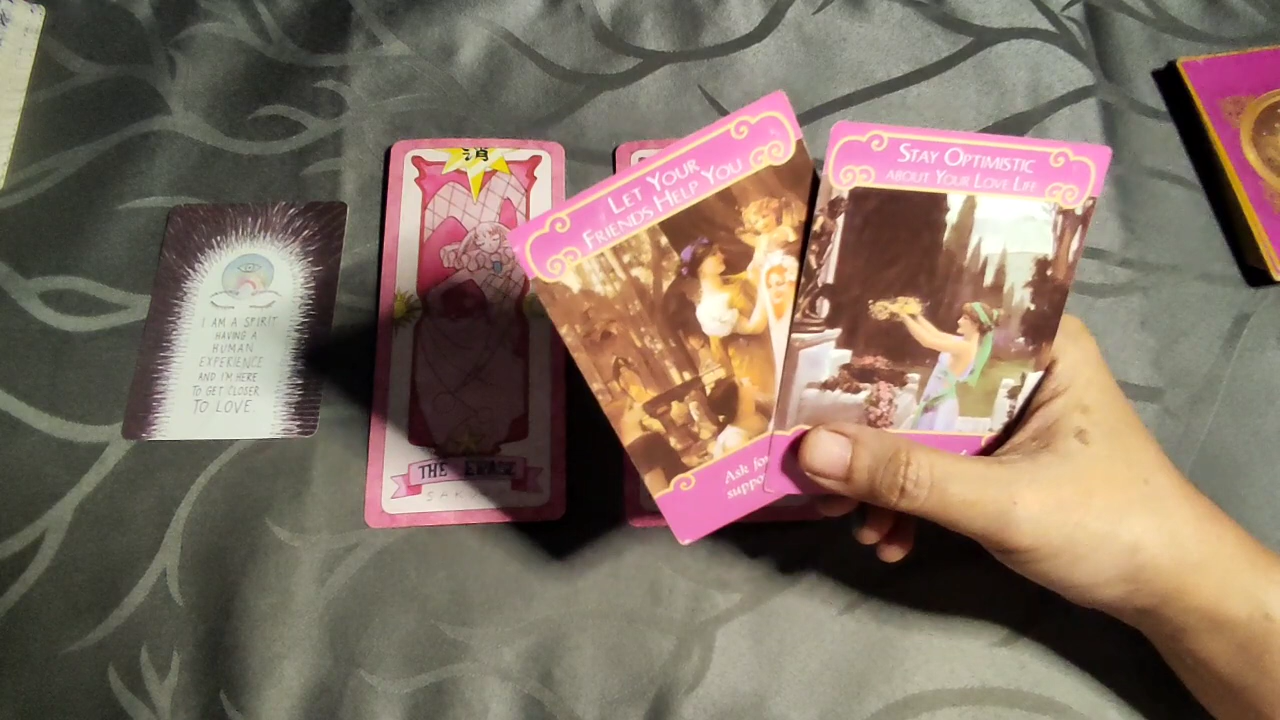 I AM A SPIRIT
HAVING A
HUMAN
EXPERIENCE
AND I'M HERE
TO GET CLOSER
TO LOVE.
消
THE ERASE
LET YOUR
FRIENDS HELP YOU
Ask for
suppo
STAY OPTIMISTIC
ABOUT YOUR LOVE LIFE